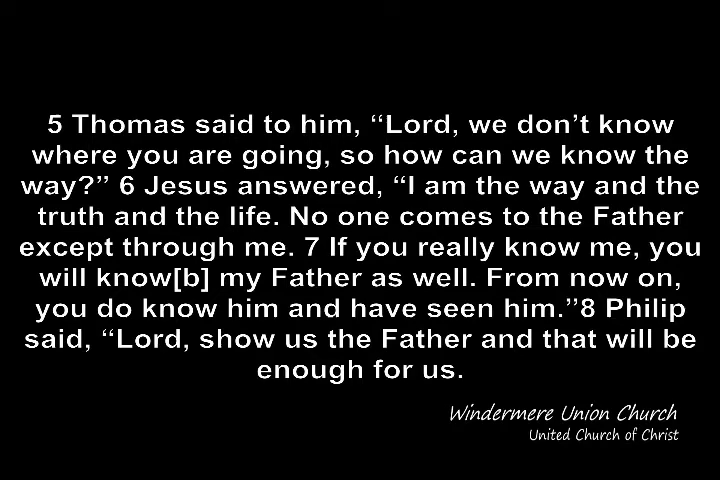 5 Thomas said to him, “Lord, we don’t know
where you are going, so how can we know the
way?” 6 Jesus answered, “I am the way and the
truth and the life. No one comes to the Father
except through me. 7 If you really know me, you
will know[b] my Father as well. From now on,
you do know him and have seen him.”8 Philip
said, “Lord, show us the Father and that will be
enough for us.
Windermere Union Church
United Church of Christ